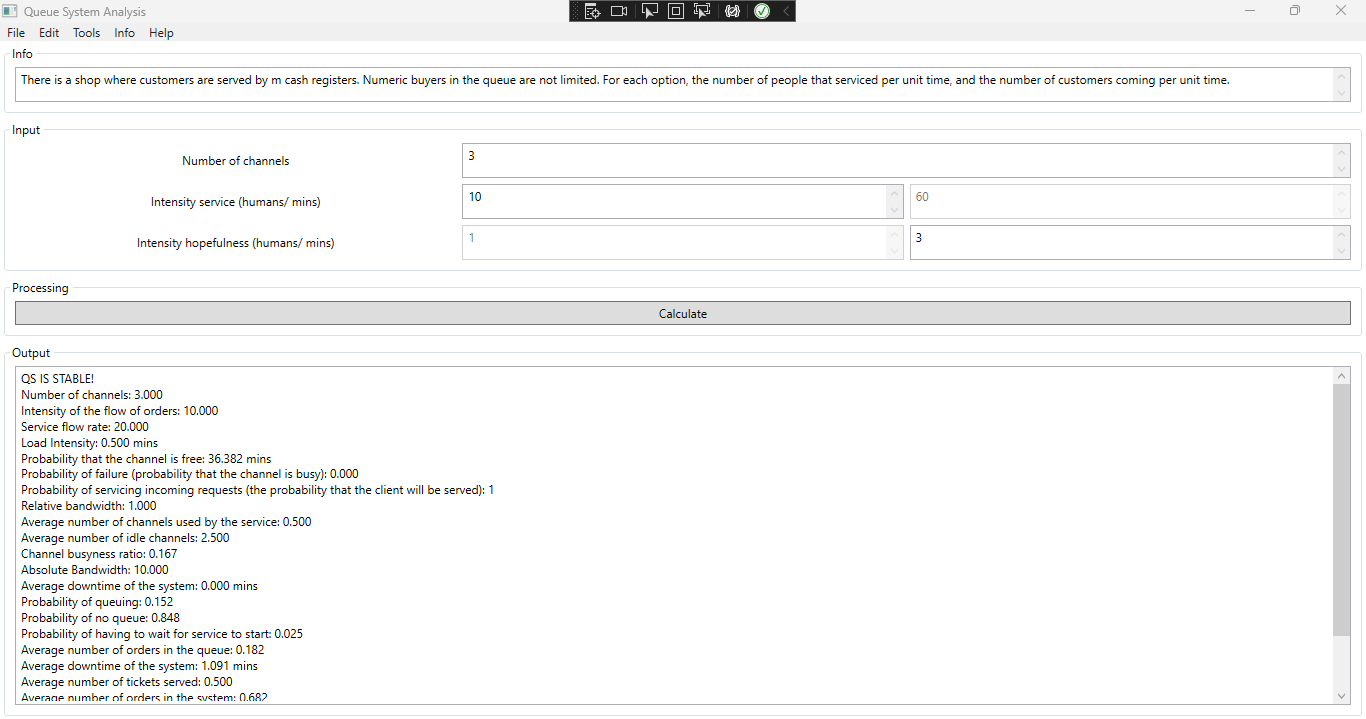 Queue System Analysis
File Edit Tools Info Help
Info
There is a shop where customers are served by m cash registers. Numeric buyers in the queue are not limited. For each option, the number of people that serviced per unit time, and the number of customers coming per unit time.
Input
Number of channels 3
Intensity service (humans/ mins) 10 60
Intensity hopefulness (humans/ mins) 1 3
Processing
Calculate
Output
QS IS STABLE!
Number of channels: 3.000
Intensity of the flow of orders: 10.000
Service flow rate: 20.000
Load Intensity: 0.500 mins
Probability that the channel is free: 36.382 mins
Probability of failure (probability that the channel is busy): 0.000
Probability of servicing incoming requests (the probability that the client will be served): 1
Relative bandwidth: 1.000
Average number of channels used by the service: 0.500
Average number of idle channels: 2.500
Channel busyness ratio: 0.167
Absolute Bandwidth: 10.000
Average downtime of the system: 0.000 mins
Probability of queuing: 0.152
Probability of no queue: 0.848
Probability of having to wait for service to start: 0.025
Average number of orders in the queue: 0.182
Average downtime of the system: 1.091 mins
Average number of tickets served: 0.500
Average number of orders in the system: 0.682